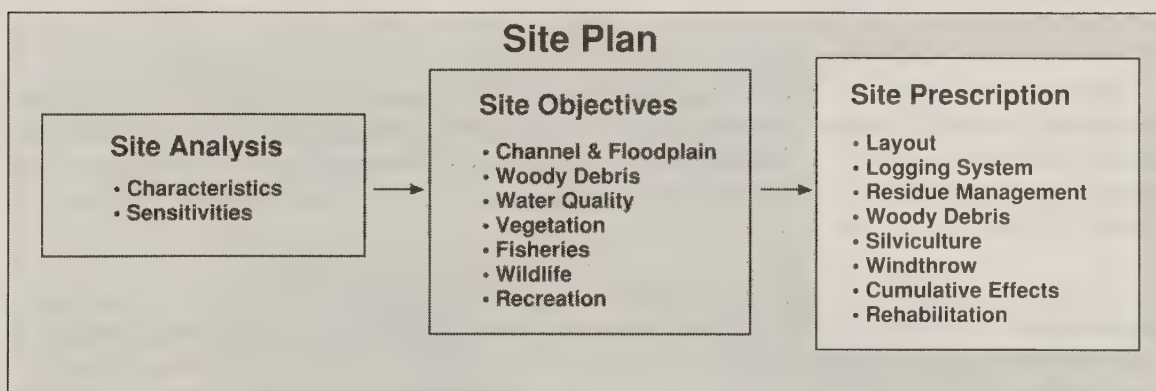 Site Plan
Site Analysis
• Characteristics
• Sensitivities
Site Objectives
• Channel & Floodplain
• Woody Debris
• Water Quality
• Vegetation
• Fisheries
• Wildlife
• Recreation
Site Prescription
• Layout
• Logging System
• Residue Management
• Woody Debris
• Silviculture
• Windthrow
• Cumulative Effects
• Rehabilitation